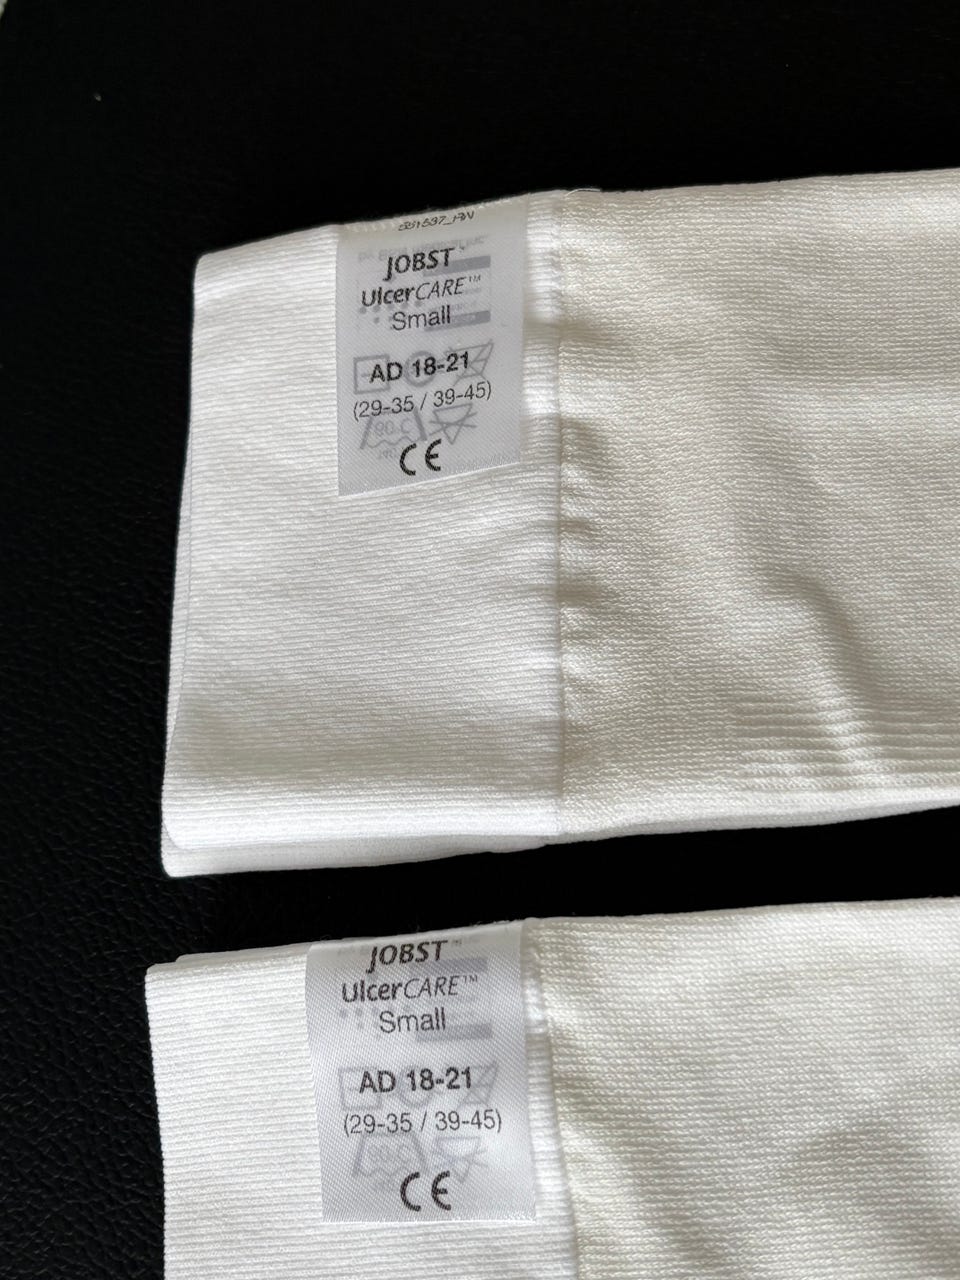 JOBST
UlcerCARE™
Small
AD 18-21
(29-35 / 39-45)
CE
JOBST
UlcerCARE™
Small
AD 18-21
(29-35 / 39-45)
CE